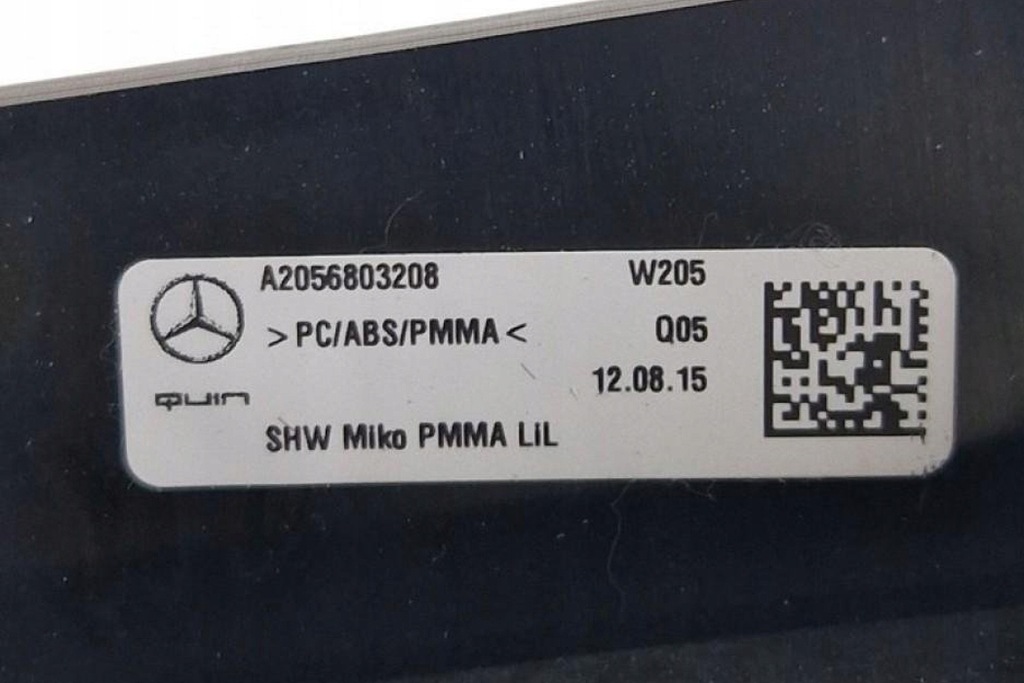 A2056803208 W205
>PC/ABS/PMMA< Q05
12.08.15
QUIN
SHW Miko PMMA LiL